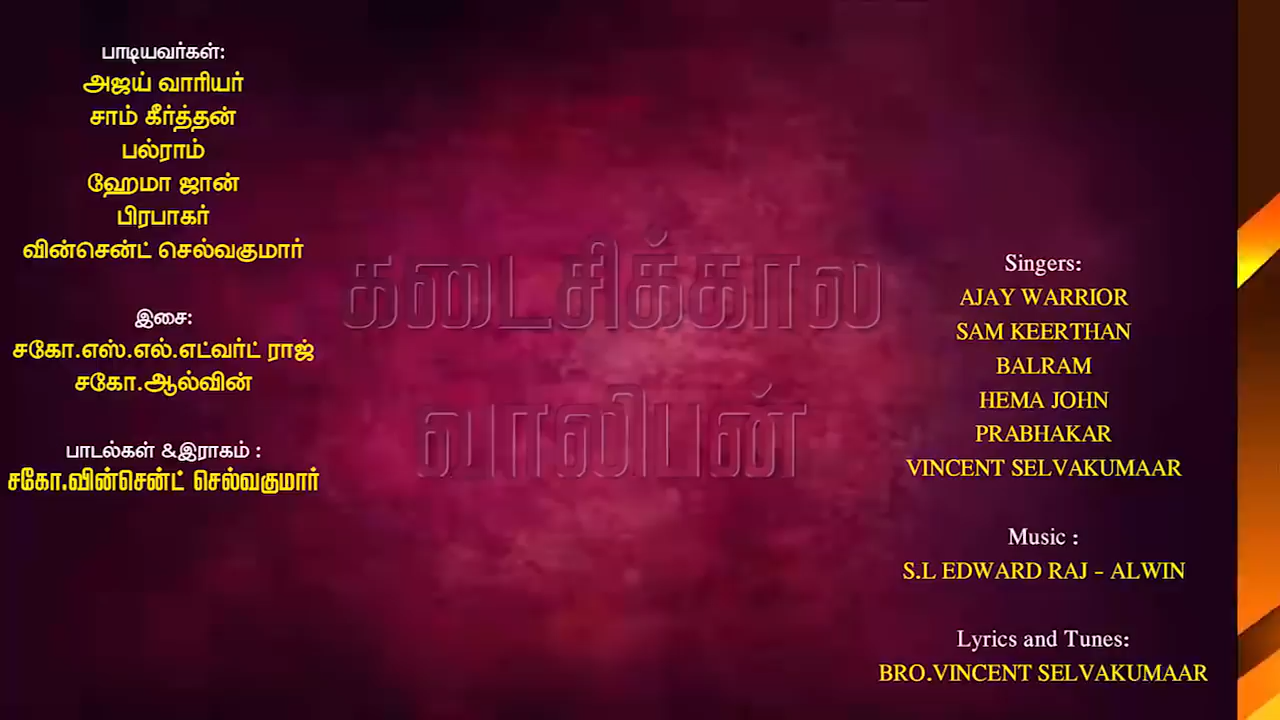 பாடியவர்கள்:
அஜய் வாரியர்
சாம் கீர்த்தன்
பல்ராம்
ஹேமா ஜான்
பிரபாகர்
வின்சென்ட் செல்வகுமார்
இசை:
சகோ.எஸ்.எல்.எட்வர்ட் ராஜ்
சகோ.ஆல்வின்
பாடல்கள் &இராகம் :
சகோ.வின்சென்ட் செல்வகுமார்
கடைசிக்கால
வாலிபன்
Singers:
AJAY WARRIOR
SAM KEERTHAN
BALRAM
HEMA JOHN
PRABHAKAR
VINCENT SELVAKUMAAR
Music :
S.L EDWARD RAJ - ALWIN
Lyrics and Tunes:
BRO.VINCENT SELVAKUMAAR